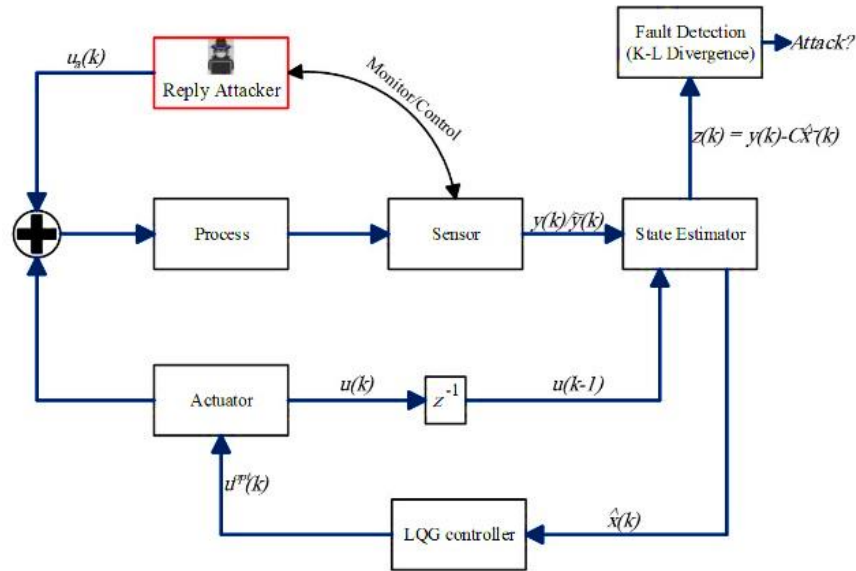 Fault Detection
(K-L Divergence)
Attack?
uₐ(k)
Reply Attacker
Monitor/Control
z(k) = y(k)-Cx̂⁻(k)
Process
Sensor
y(k)/ỹ(k)
State Estimator
Actuator
u(k)
z⁻¹
u(k-1)
uᵒᵖᵗ(k)
LQG controller
x̂(k)